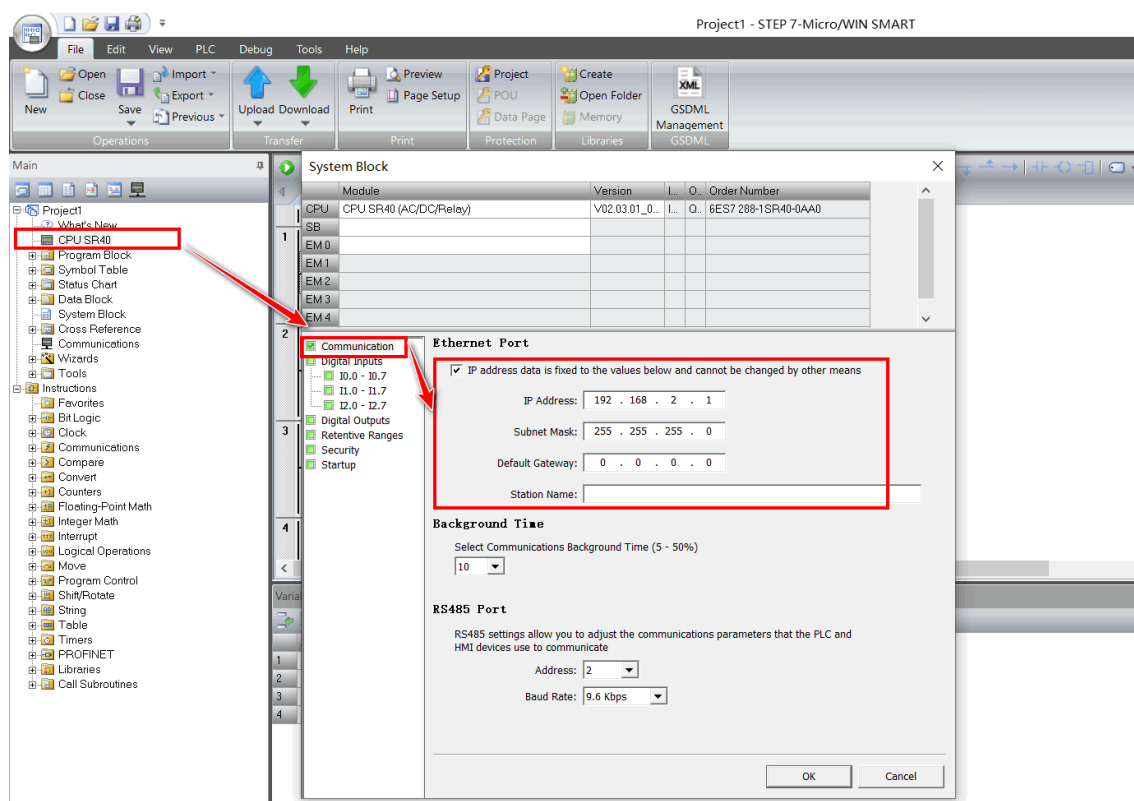 Project1 - STEP 7-Micro/WIN SMART
File Edit View PLC Debug Tools Help
New
Open
Close
Save
Import
Export
Previous
Operations
Upload Download
Transfer
Print
Preview
Page Setup
Print
Project
POU
Data Page
Protection
Create
Open Folder
Memory
Libraries
XML
GSDML
Management
GSDML
Main
Project1
What's New
CPU SR40
Program Block
Symbol Table
Status Chart
Data Block
System Block
Cross Reference
Communications
Wizards
Tools
Instructions
Favorites
Bit Logic
Clock
Communications
Compare
Convert
Counters
Floating-Point Math
Integer Math
Interrupt
Logical Operations
Move
Program Control
Shift/Rotate
String
Table
Timers
PROFINET
Libraries
Call Subroutines
1
2
3
4
Varia
1
2
3
4
System Block
Module Version I... O.. Order Number
CPU CPU SR40 (AC/DC/Relay) V02.03.01_0... I... Q.. 6ES7 288-1SR40-0AA0
SB
EM 0
EM 1
EM 2
EM 3
EM 4
Communication
Digital Inputs
I0.0 - I0.7
I1.0 - I1.7
I2.0 - I2.7
Digital Outputs
Retentive Ranges
Security
Startup
Ethernet Port
IP address data is fixed to the values below and cannot be changed by other means
IP Address: 192 . 168 . 2 . 1
Subnet Mask: 255 . 255 . 255 . 0
Default Gateway: 0 . 0 . 0 . 0
Station Name:
Background Time
Select Communications Background Time (5 - 50%)
10
RS485 Port
RS485 settings allow you to adjust the communications parameters that the PLC and
HMI devices use to communicate
Address: 2
Baud Rate: 9.6 Kbps
OK Cancel